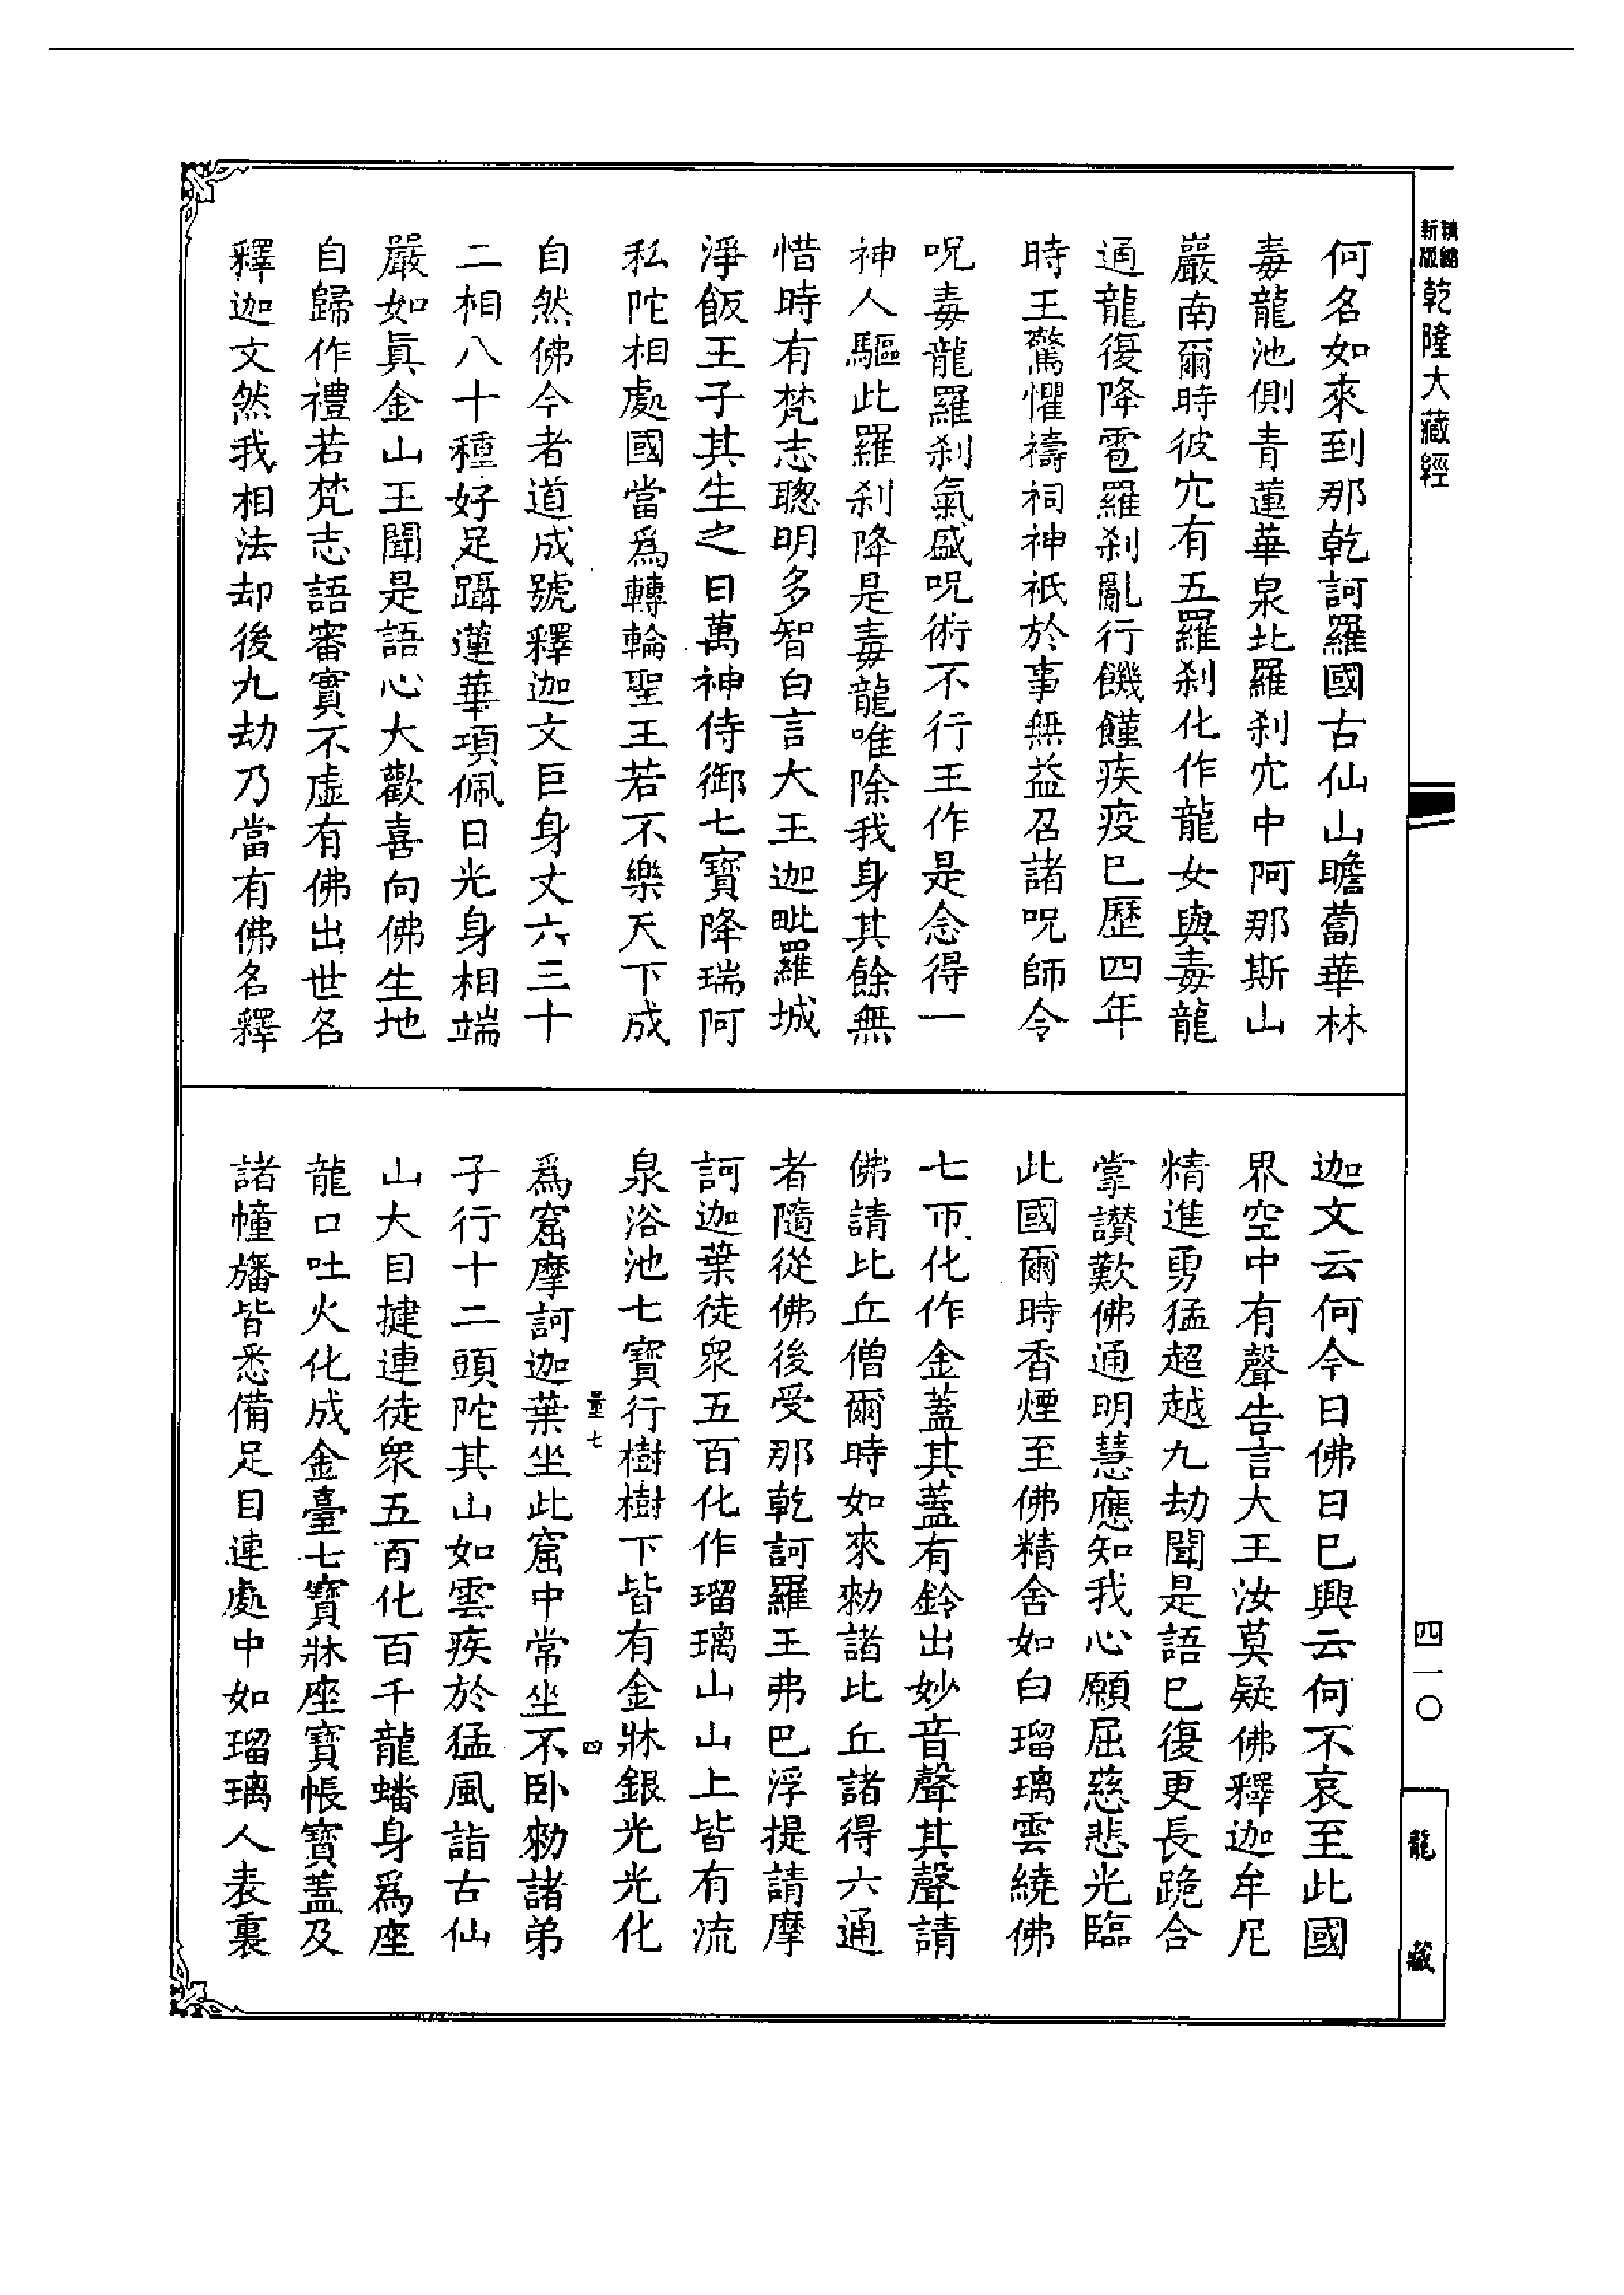 精縮新版乾隆大藏經
何名如來到那乾訶羅國古仙山瞻蔔華林
毒龍池側青蓮華泉北羅刹穴中阿那斯山
巖南爾時彼穴有五羅刹化作龍女與毒龍
通龍復降雹羅刹亂行饑饉疾疫巳歷四年
時王驚懼禱祠神祇於事無益召諸呪師令
呪毒龍羅刹氣盛呪術不行王作是念得一
神人驅此羅刹降是毒龍唯除我身其餘無
惜時有梵志聰明多智白言大王迦毗羅城
淨飯王子其生之日萬神侍御七寶降瑞阿
私陀相處國當爲轉輪聖王若不樂天下成
自然佛今者道成號釋迦文巨身丈六三十
二相八十種好足躡蓮華項佩日光身相端
嚴如眞金山王聞是語心大歡喜向佛生地
自歸作禮若梵志語審實不虛有佛出世名
釋迦文然我相法却後九劫乃當有佛名釋
迦文云何今日佛日巳興云何不哀至此國
界空中有聲告言大王汝莫疑佛釋迦牟尼
精進勇猛超越九劫聞是語巳復更長跪合
掌讚歎佛通明慧應知我心願屈慈悲光臨
此國爾時香煙至佛精舍如白瑠璃雲繞佛
七帀化作金蓋其蓋有鈴出妙音聲其聲請
佛請比丘僧爾時如來勑諸比丘諸得六通
者隨從佛後受那乾訶羅王弗巴浮提請摩
訶迦葉徒衆五百化作瑠璃山山上皆有流
泉浴池七寶行樹樹下皆有金牀銀光光化
量七 四
爲窟摩訶迦葉坐此窟中常坐不卧勑諸弟
子行十二頭陀其山如雲疾於猛風詣古仙
山大目揵連徒衆五百化百千龍蟠身爲座
龍口吐火化成金臺七寶牀座寶帳寶蓋及
諸幢旛皆悉備足目連處中如瑠璃人表裏
四一〇
龍藏